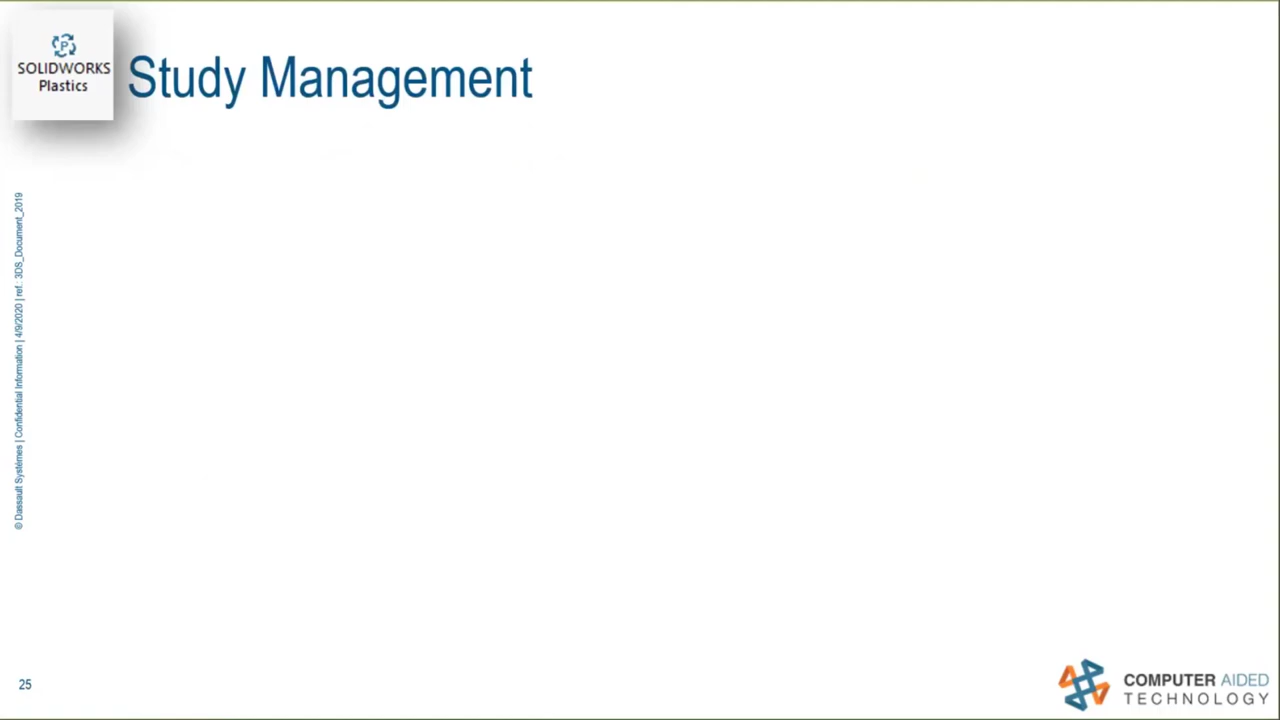 SOLIDWORKS
Plastics
Study Management
© Dassault Systèmes | Confidential Information | 4/9/2020 | ref.: 3DS_Document_2019
25
COMPUTER AIDED
TECHNOLOGY